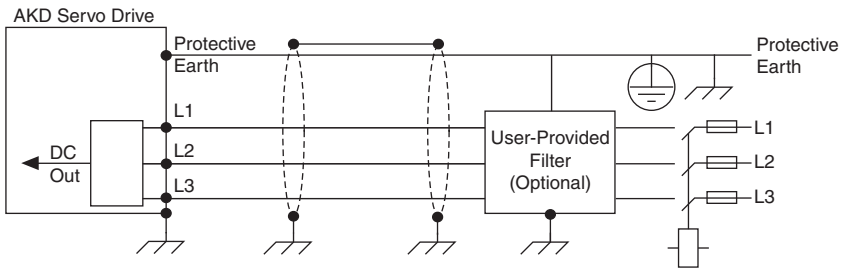 AKD Servo Drive
Protective
Earth
Protective
Earth
L1
L2
L3
DC
Out
User-Provided
Filter
(Optional)
L1
L2
L3